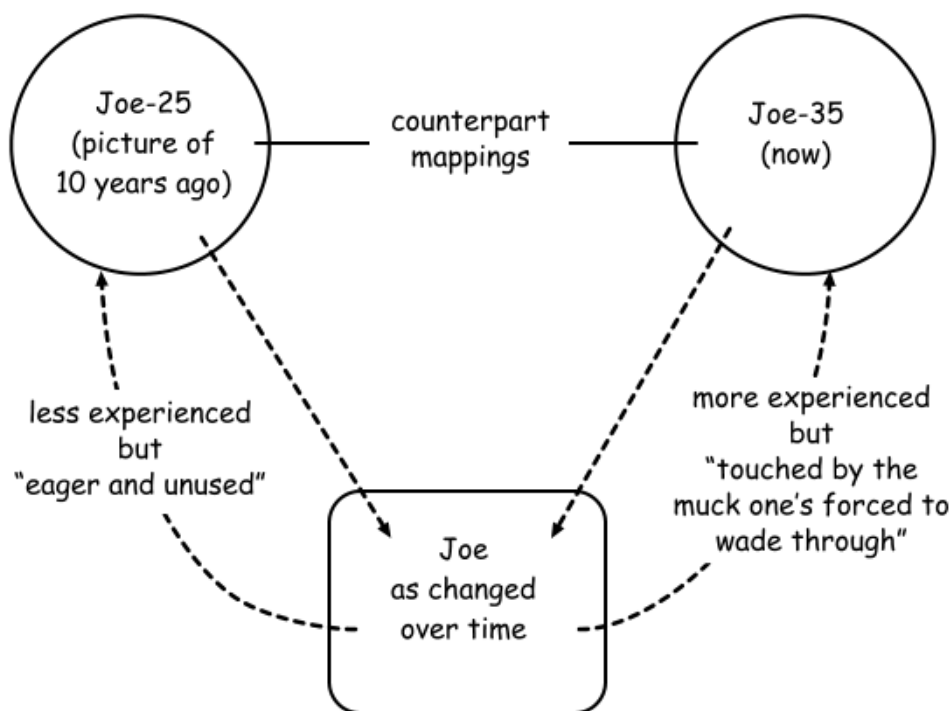 Joe-25
(picture of
10 years ago)
counterpart
mappings
Joe-35
(now)
less experienced
but
“eager and unused”
more experienced
but
“touched by the
muck one’s forced to
wade through”
Joe
as changed
over time